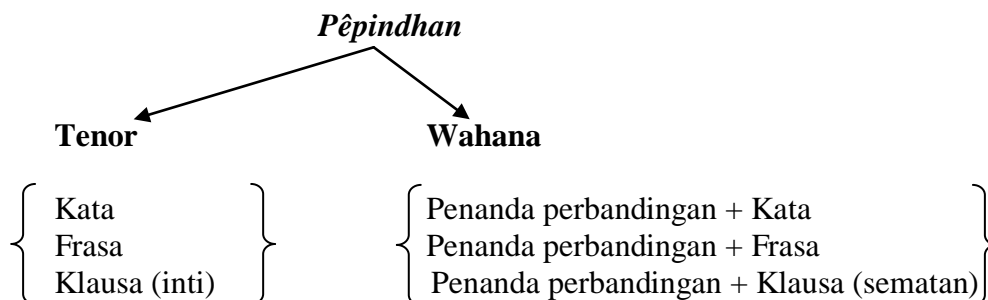 Pêpindhan
Tenor Wahana
Kata Penanda perbandingan + Kata
Frasa Penanda perbandingan + Frasa
Klausa (inti) Penanda perbandingan + Klausa (sematan)